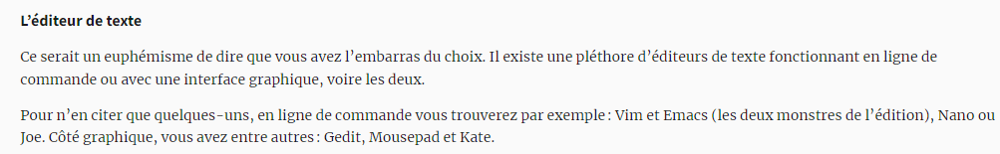 L’éditeur de texte
Ce serait un euphémisme de dire que vous avez l’embarras du choix. Il existe une pléthore d’éditeurs de texte fonctionnant en ligne de
commande ou avec une interface graphique, voire les deux.
Pour n’en citer que quelques-uns, en ligne de commande vous trouverez par exemple : Vim et Emacs (les deux monstres de l’édition), Nano ou
Joe. Côté graphique, vous avez entre autres : Gedit, Mousepad et Kate.